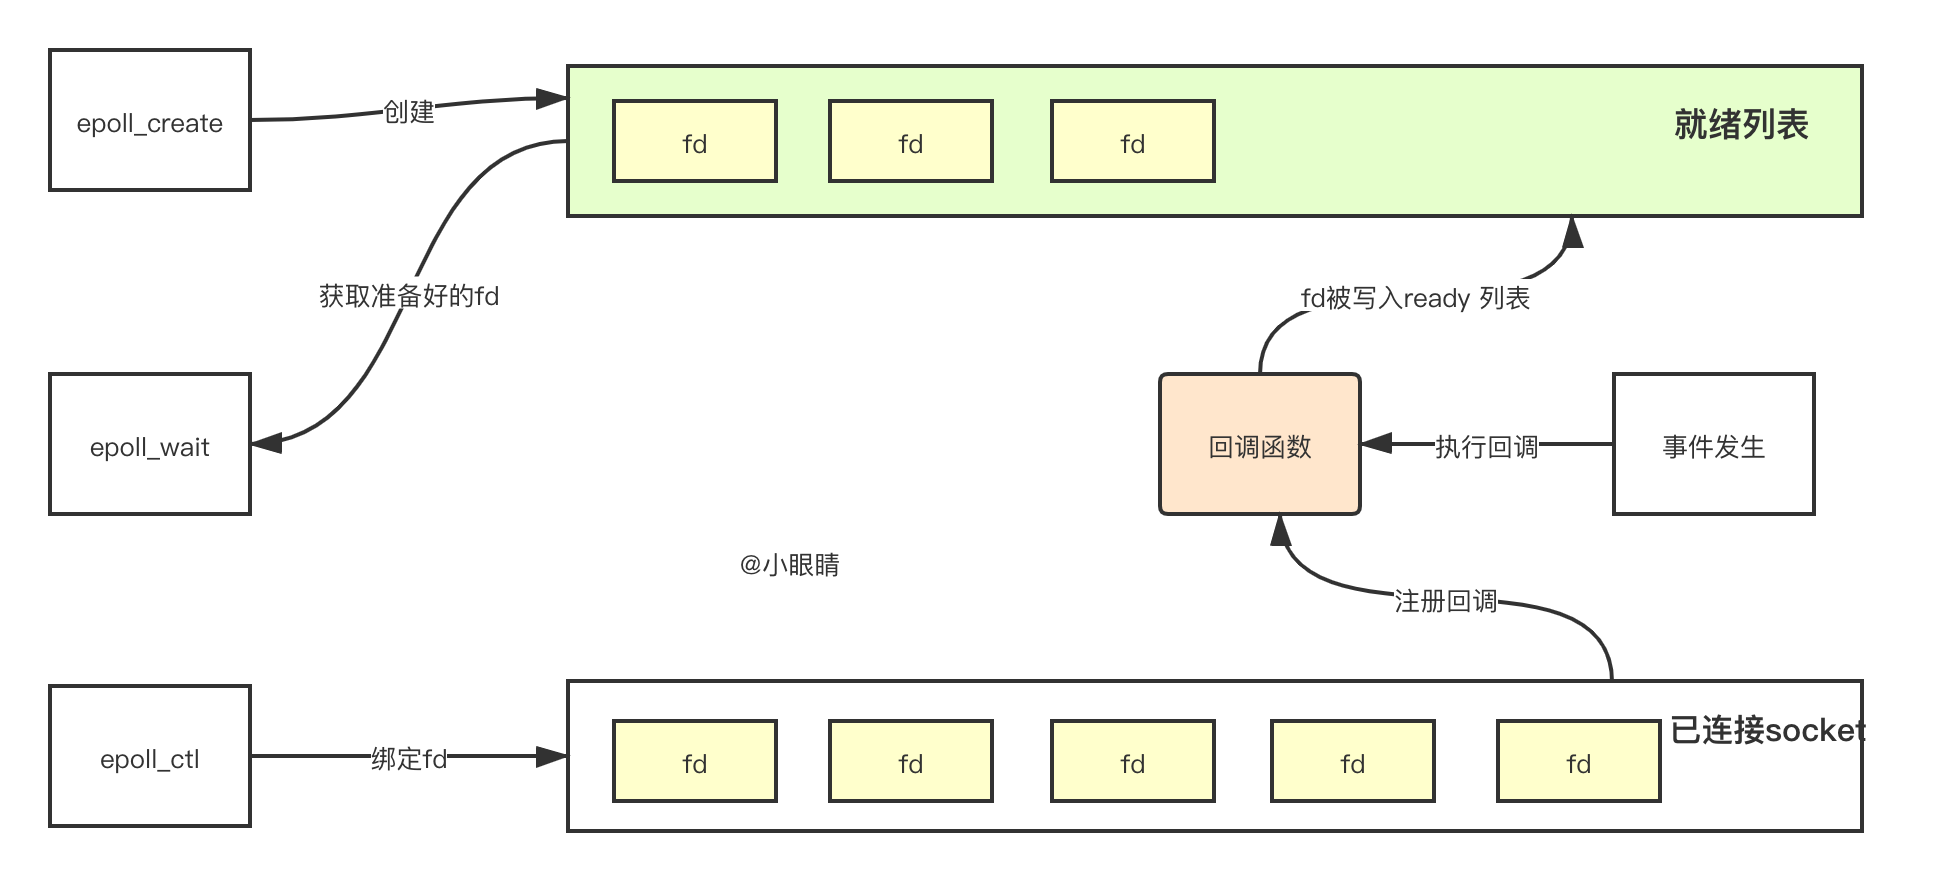 epoll_create
创建
fd
fd
fd
就绪列表
获取准备好的fd
fd被写入ready 列表
epoll_wait
回调函数
执行回调
事件发生
@小眼睛
注册回调
epoll_ctl
绑定fd
fd
fd
fd
fd
fd
已连接socket